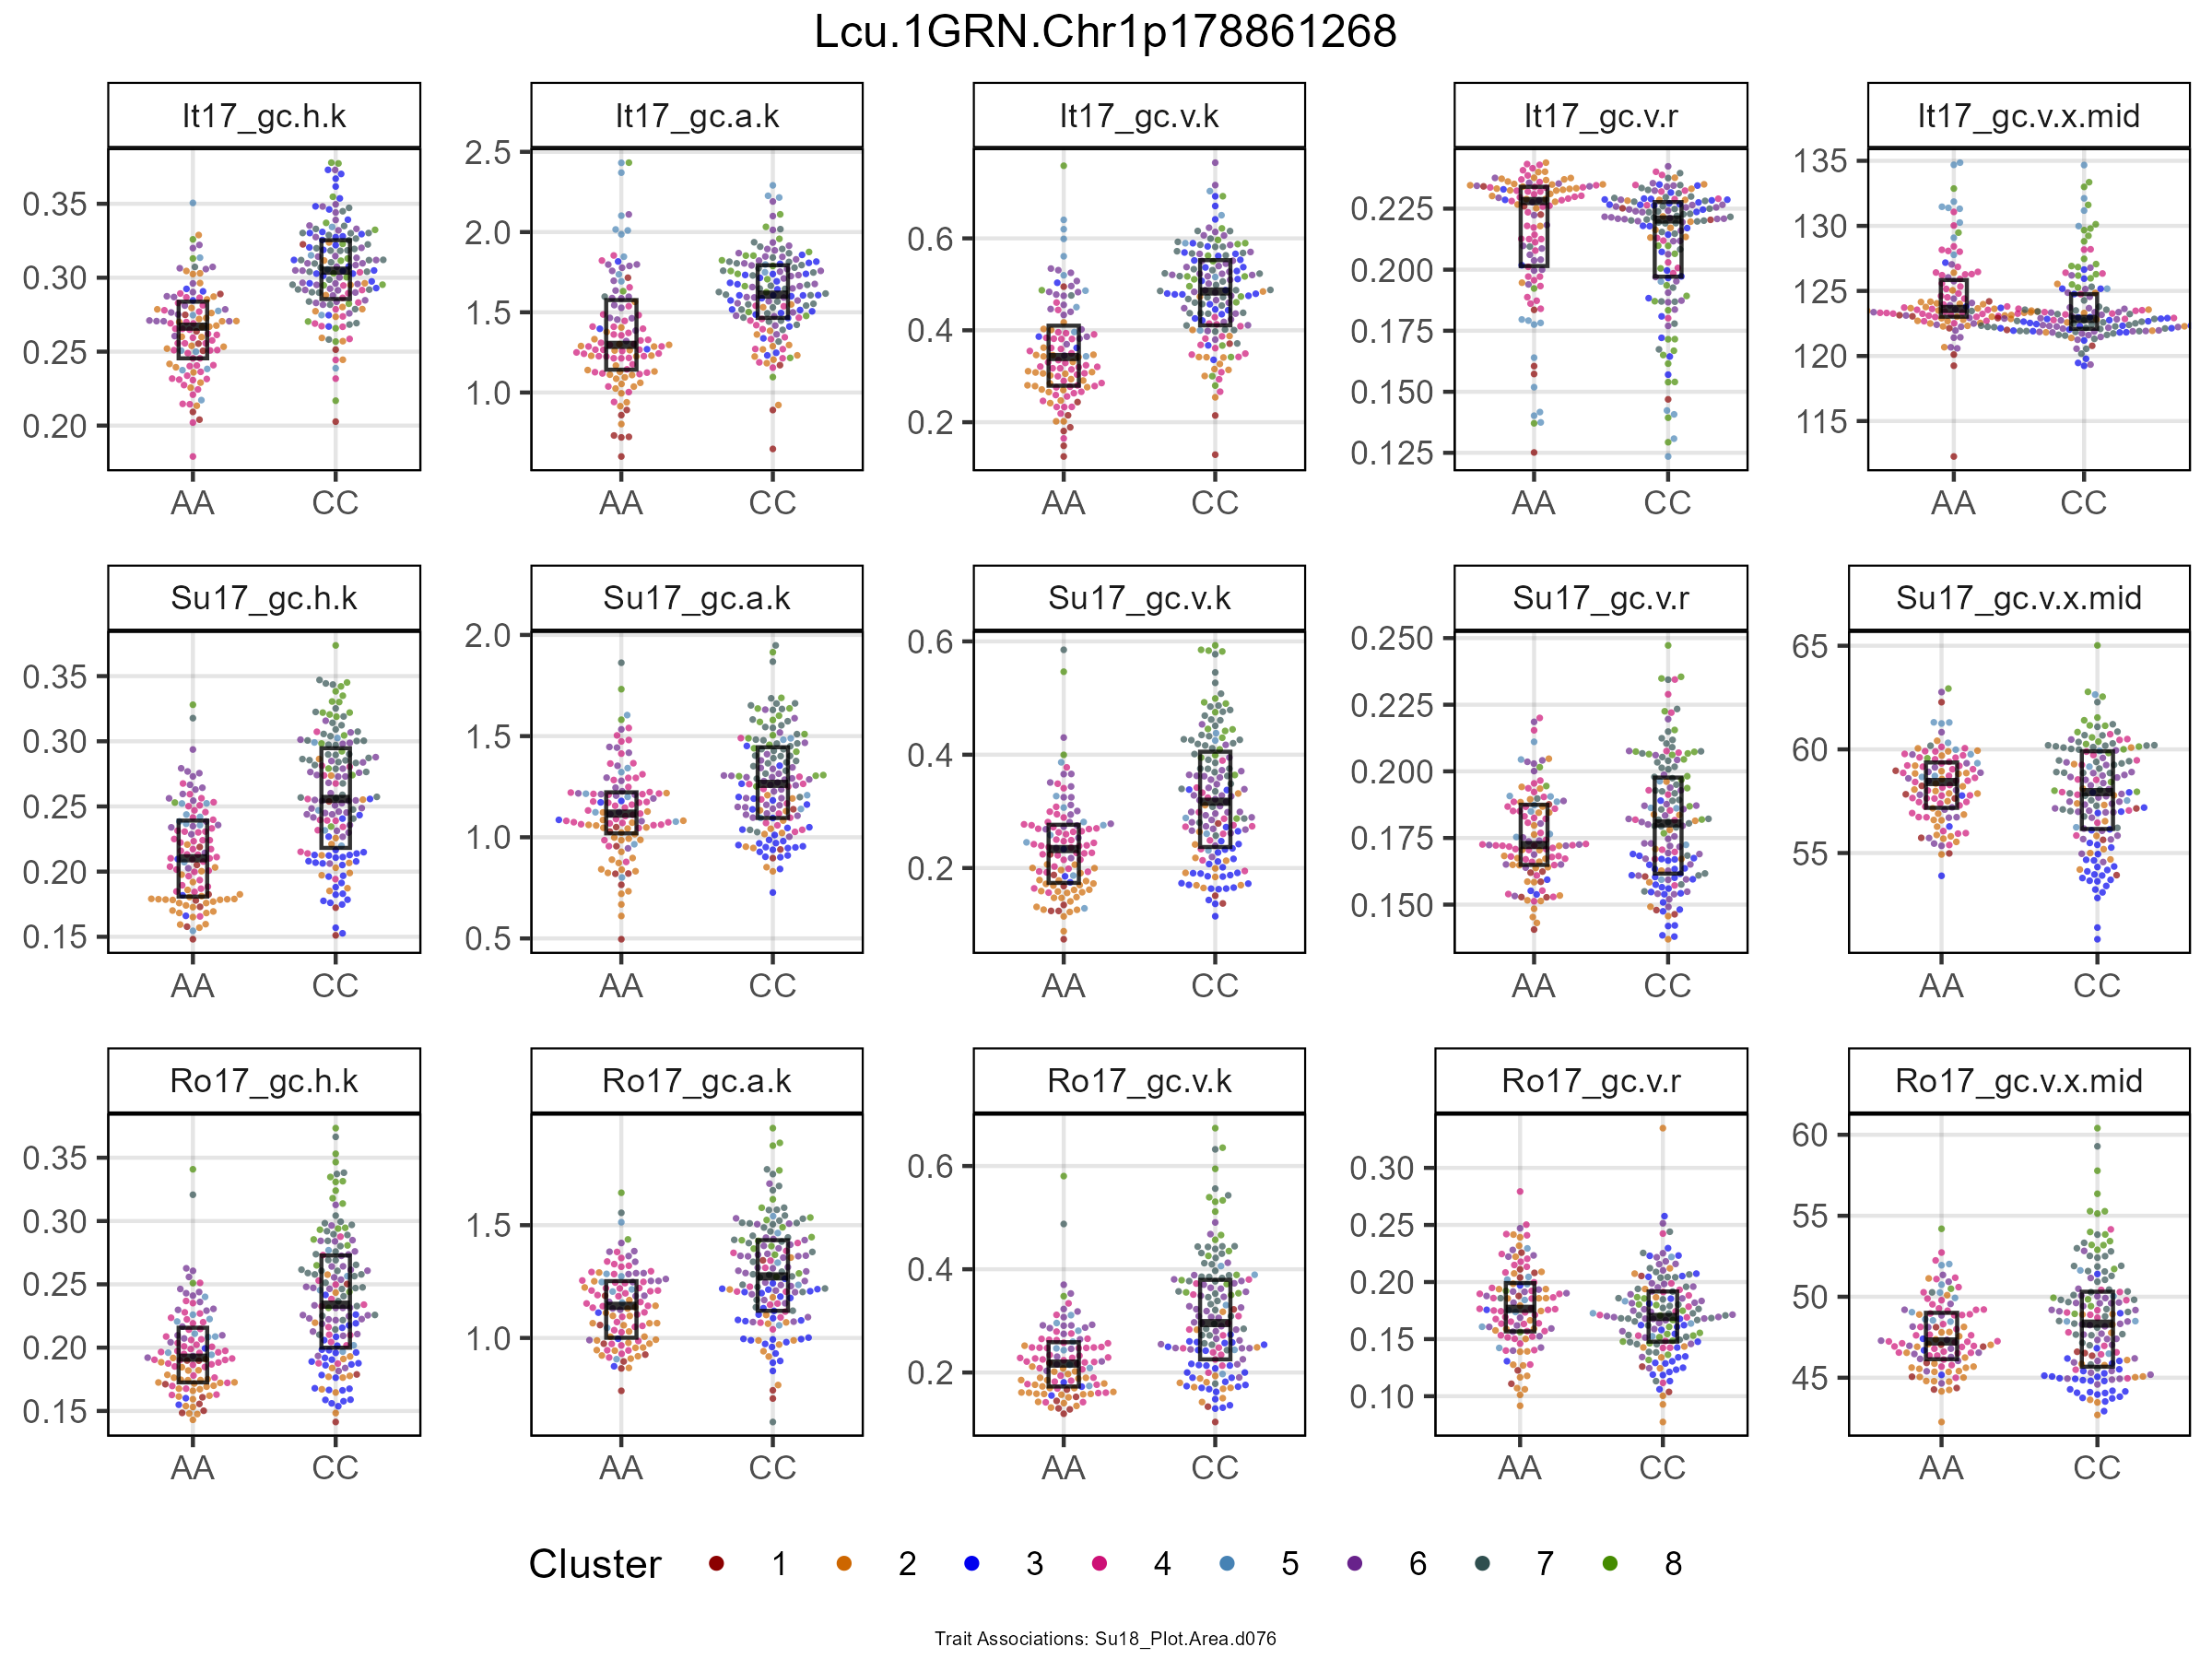 Lcu.1GRN.Chr1p178861268
It17_gc.h.k It17_gc.a.k It17_gc.v.k It17_gc.v.r It17_gc.v.x.mid
0.35 0.30 0.25 0.20
2.5 2.0 1.5 1.0
0.6 0.4 0.2
0.225 0.200 0.175 0.150 0.125
135 130 125 120 115
AA CC AA CC AA CC AA CC AA CC
Su17_gc.h.k Su17_gc.a.k Su17_gc.v.k Su17_gc.v.r Su17_gc.v.x.mid
0.35 0.30 0.25 0.20 0.15
2.0 1.5 1.0 0.5
0.6 0.4 0.2
0.250 0.225 0.200 0.175 0.150
65 60 55
AA CC AA CC AA CC AA CC AA CC
Ro17_gc.h.k Ro17_gc.a.k Ro17_gc.v.k Ro17_gc.v.r Ro17_gc.v.x.mid
0.35 0.30 0.25 0.20 0.15
1.5 1.0
0.6 0.4 0.2
0.30 0.25 0.20 0.15 0.10
60 55 50 45
AA CC AA CC AA CC AA CC AA CC
Cluster 1 2 3 4 5 6 7 8
Trait Associations: Su18_Plot.Area.d076